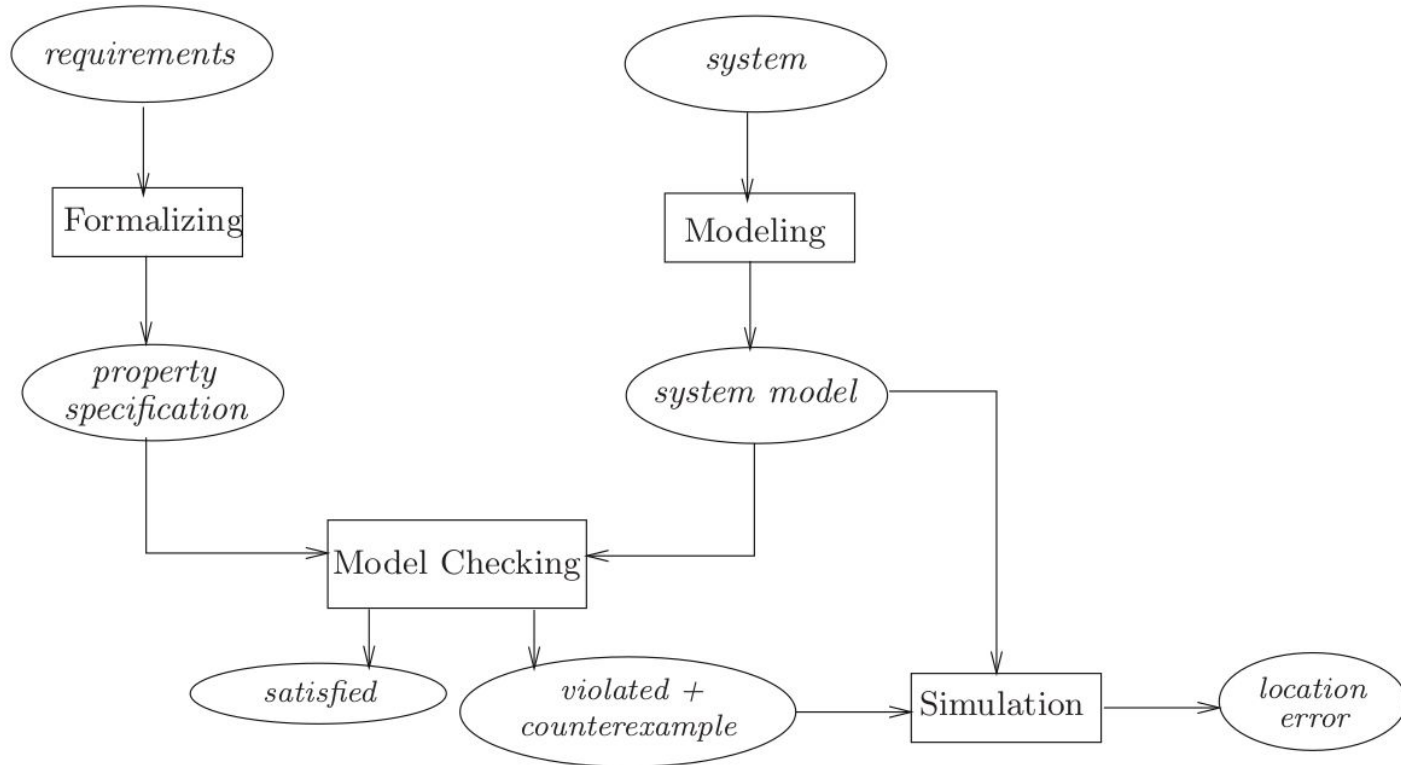 requirements
system
Formalizing
Modeling
property
specification
system model
Model Checking
satisfied
violated +
counterexample
Simulation
location
error